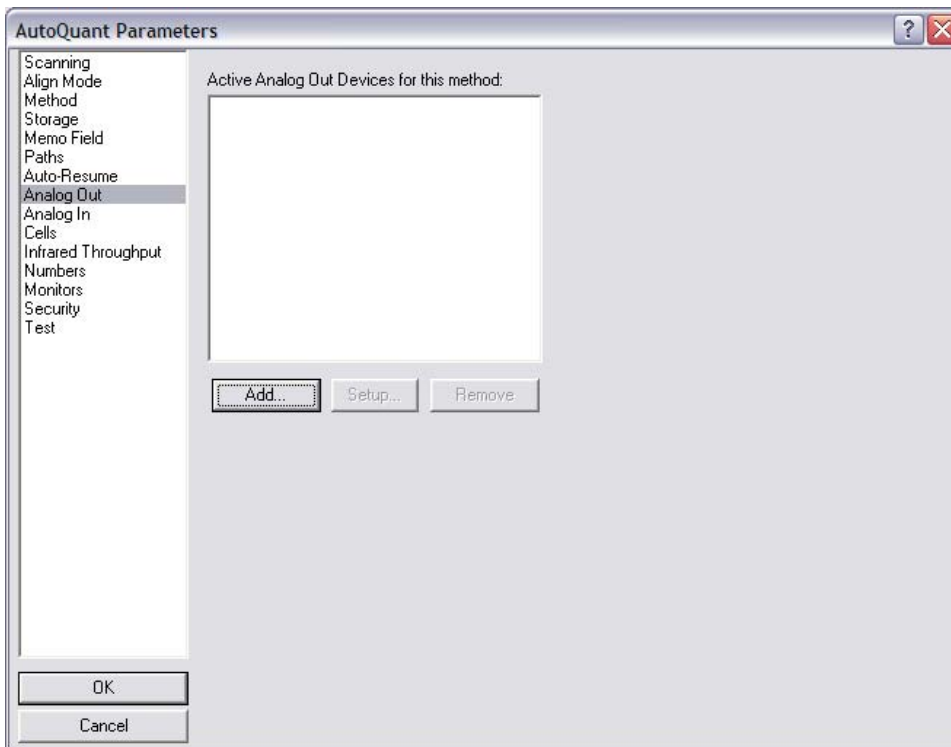 AutoQuant Parameters
Scanning
Align Mode
Method
Storage
Memo Field
Paths
Auto-Resume
Analog Out
Analog In
Cells
Infrared Throughput
Numbers
Monitors
Security
Test
Active Analog Out Devices for this method:
Add...
Setup...
Remove
OK
Cancel